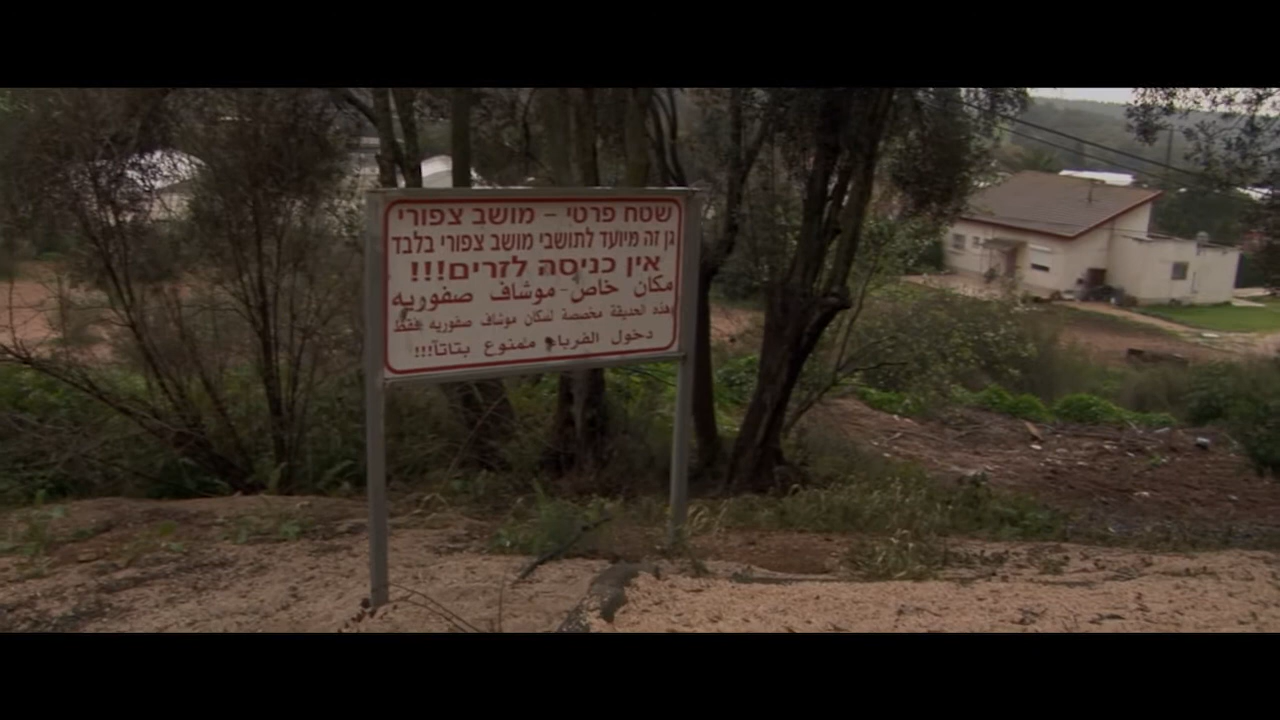 שטח פרטי - מושב צפורי
גן זה מיועד לתושבי מושב צפורי בלבד
אין כניסה לזרים!!!
مكان خاص - موشاف صفوريه
وهذه الحديقة مخصصة لسكان موشاف صفوريه فقط
دخول الغرباء ممنوع بتاتاً!!!